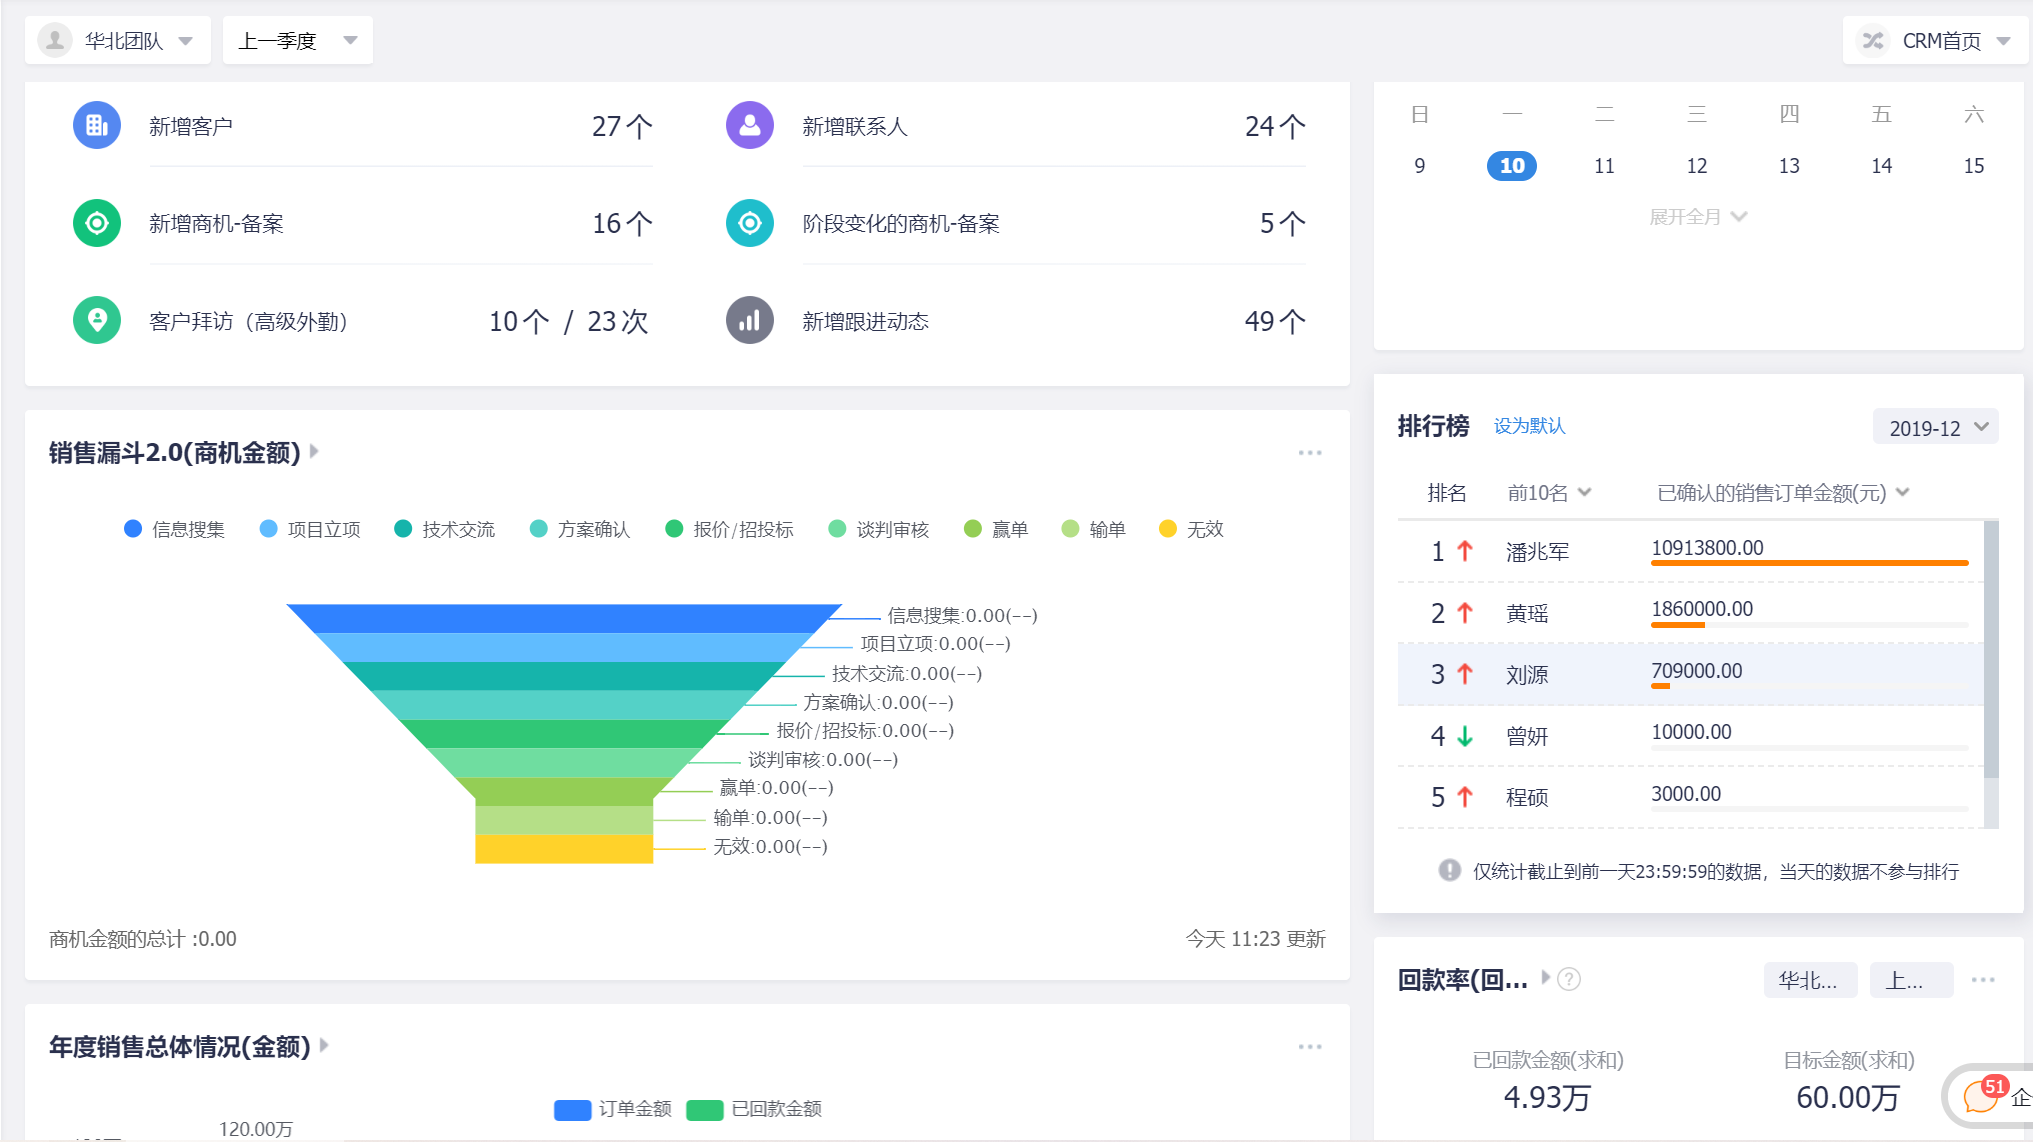 华北团队
上一季度
CRM首页
新增客户 27个
新增联系人 24个
新增商机-备案 16个
阶段变化的商机-备案 5个
客户拜访（高级外勤） 10个 / 23次
新增跟进动态 49个
日 一 二 三 四 五 六
9 10 11 12 13 14 15
展开全月
销售漏斗2.0(商机金额)
信息搜集 项目立项 技术交流 方案确认 报价/招投标 谈判审核 赢单 输单 无效
信息搜集:0.00(--)
项目立项:0.00(--)
技术交流:0.00(--)
方案确认:0.00(--)
报价/招投标:0.00(--)
谈判审核:0.00(--)
赢单:0.00(--)
输单:0.00(--)
无效:0.00(--)
商机金额的总计 :0.00
今天 11:23 更新
排行榜 设为默认 2019-12
排名 前10名 已确认的销售订单金额(元)
1 潘兆军 10913800.00
2 黄瑶 1860000.00
3 刘源 709000.00
4 曾妍 10000.00
5 程硕 3000.00
仅统计截止到前一天23:59:59的数据，当天的数据不参与排行
年度销售总体情况(金额)
订单金额 已回款金额
120.00万
回款率(回... ? 华北... 上...
已回款金额(求和) 目标金额(求和)
4.93万 60.00万
51
企